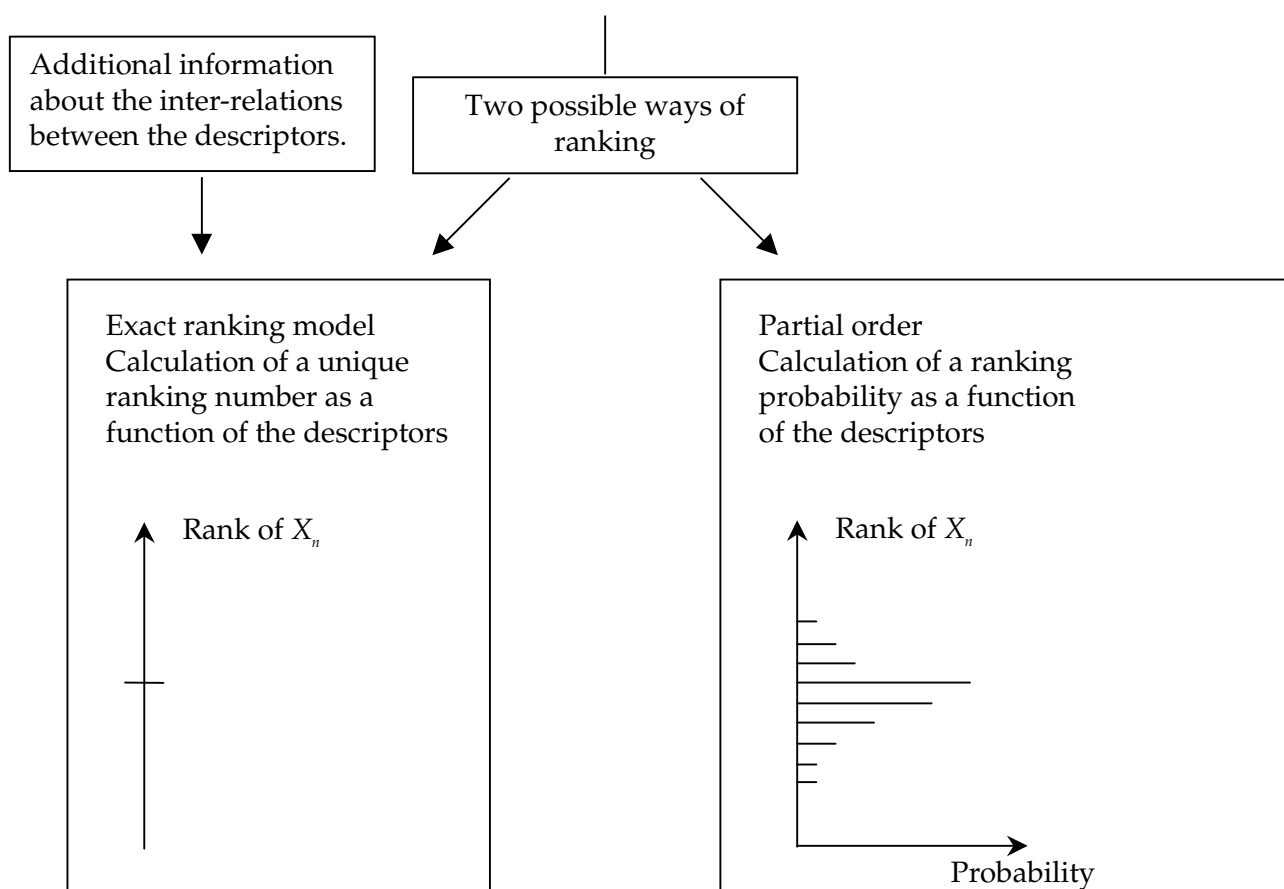 Additional information
about the inter-relations
between the descriptors.
Two possible ways of
ranking
Exact ranking model
Calculation of a unique
ranking number as a
function of the descriptors
Rank of Xn
Partial order
Calculation of a ranking
probability as a function
of the descriptors
Rank of Xn
Probability